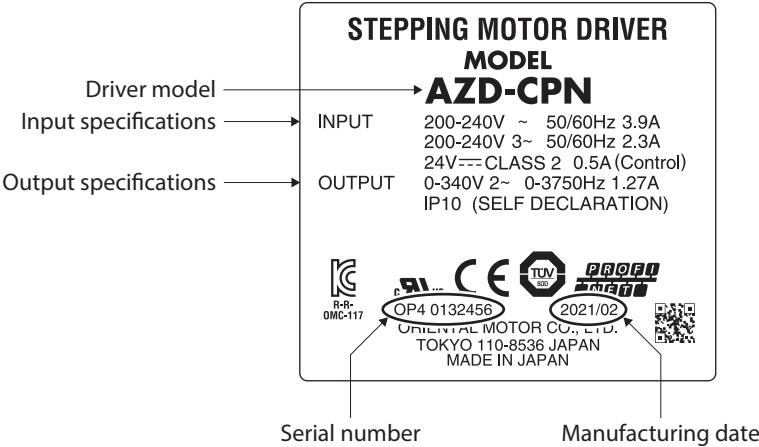 STEPPING MOTOR DRIVER
MODEL
Driver model AZD-CPN
Input specifications INPUT 200-240V ~ 50/60Hz 3.9A
200-240V 3~ 50/60Hz 2.3A
24V⎓CLASS 2 0.5A (Control)
Output specifications OUTPUT 0-340V 2~ 0-3750Hz 1.27A
IP10 (SELF DECLARATION)
TÜV PROFI
SÜD NET
R-R-
OMC-117
OP4 0132456 2021/02
ORIENTAL MOTOR CO., LTD.
TOKYO 110-8536 JAPAN
MADE IN JAPAN
Serial number Manufacturing date